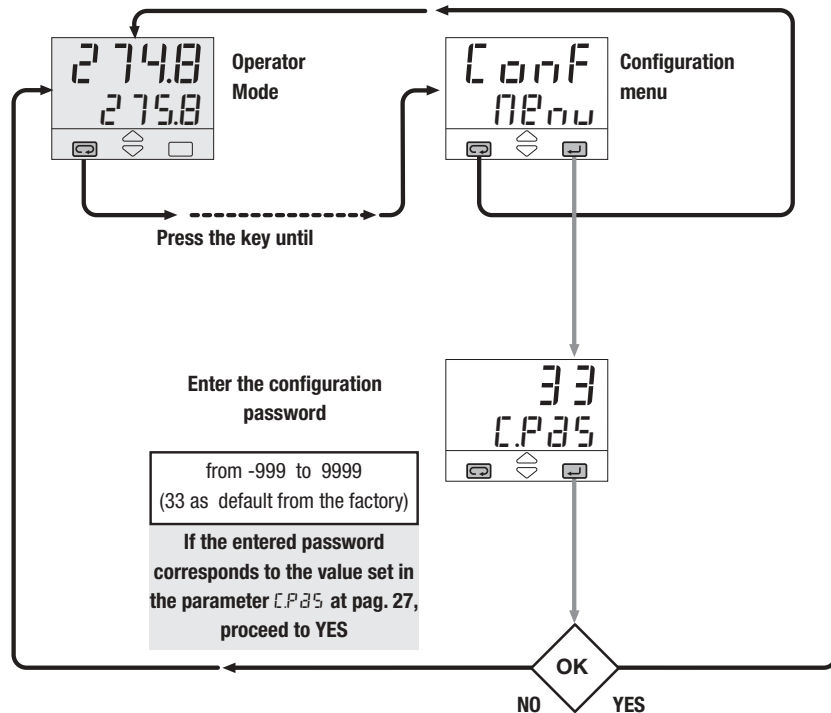 274.8
275.8
Operator
Mode
Conf
Menu
Configuration
menu
Press the key until
Enter the configuration
password
33
C.PaS
from -999 to 9999
(33 as default from the factory)
If the entered password
corresponds to the value set in
the parameter C.PaS at pag. 27,
proceed to YES
OK
NO
YES